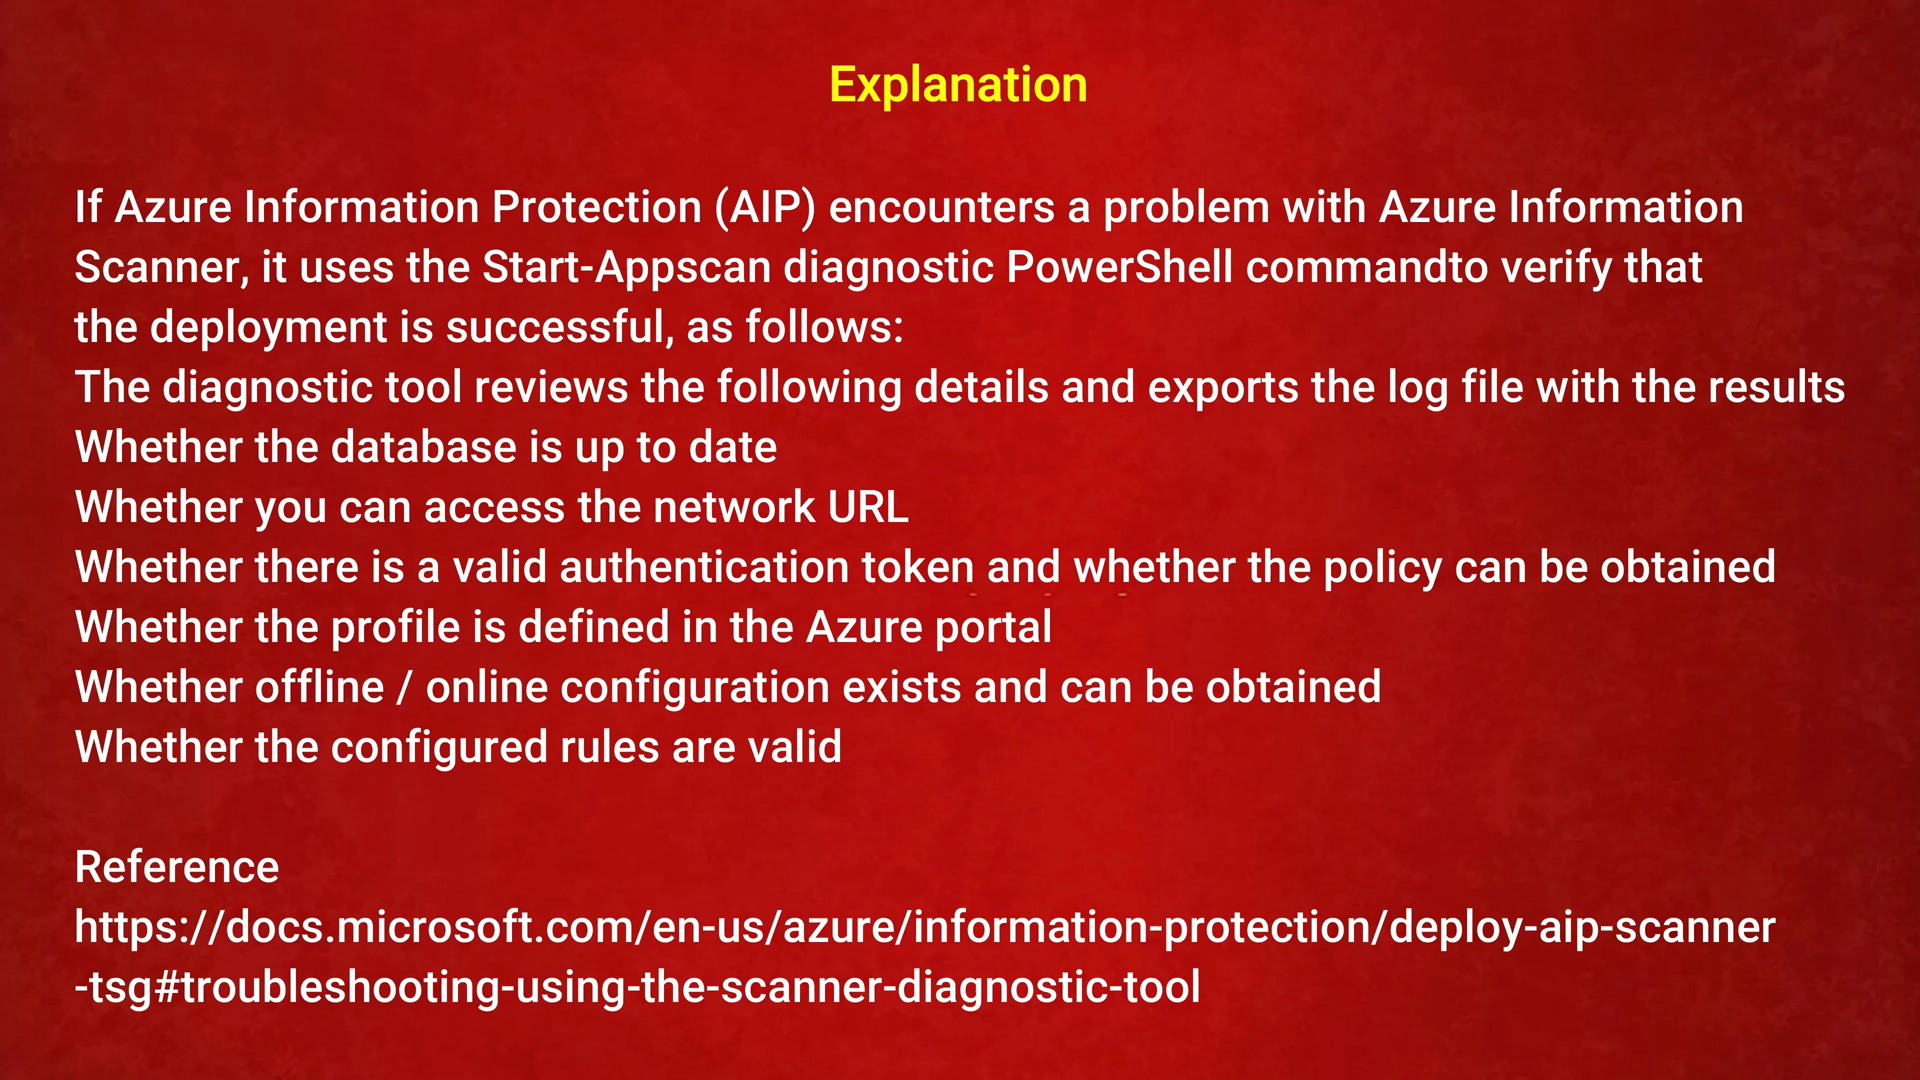 Explanation
If Azure Information Protection (AIP) encounters a problem with Azure Information
Scanner, it uses the Start-Appscan diagnostic PowerShell commandto verify that
the deployment is successful, as follows:
The diagnostic tool reviews the following details and exports the log file with the results
Whether the database is up to date
Whether you can access the network URL
Whether there is a valid authentication token and whether the policy can be obtained
Whether the profile is defined in the Azure portal
Whether offline / online configuration exists and can be obtained
Whether the configured rules are valid
Reference
https://docs.microsoft.com/en-us/azure/information-protection/deploy-aip-scanner
-tsg#troubleshooting-using-the-scanner-diagnostic-tool